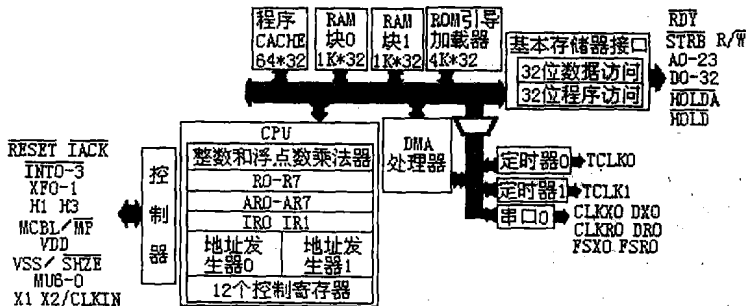 程序
CACHE
64*32
RAM
块0
1K*32
RAM
块1
1K*32
ROM引导
加载器
4K*32
基本存储器接口
32位数据访问
32位程序访问
RDY
STRB R/W
A0-23
D0-32
HOLDA
HOLD
CPU
整数和浮点数乘法器
R0-R7
AR0-AR7
IR0 IR1
地址发
生器0
地址发
生器1
12个控制寄存器
DMA
处理器
定时器0
TCLK0
定时器1
TCLK1
串口0
CLKX0 DX0
CLKR0 DR0
FSX0 FSR0
控
制
器
RESET IACK
INT0-3
XF0-1
H1 H3
MCBL/MP
VDD
VSS/ SHZE
MU6-0
X1 X2/CLKIN